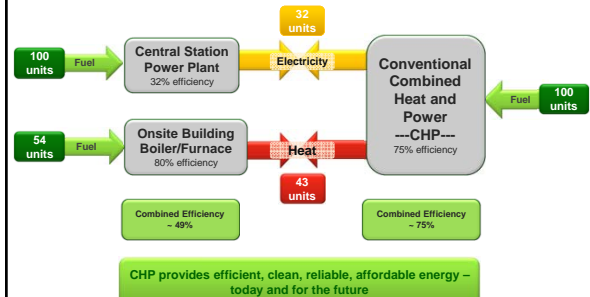 32
units
100
units
Fuel
Central Station
Power Plant
32% efficiency
Electricity
Conventional
Combined
Heat and
Power
---CHP---
75% efficiency
Fuel
100
units
54
units
Fuel
Onsite Building
Boiler/Furnace
80% efficiency
Heat
43
units
Combined Efficiency
~ 49%
Combined Efficiency
~ 75%
CHP provides efficient, clean, reliable, affordable energy –
today and for the future